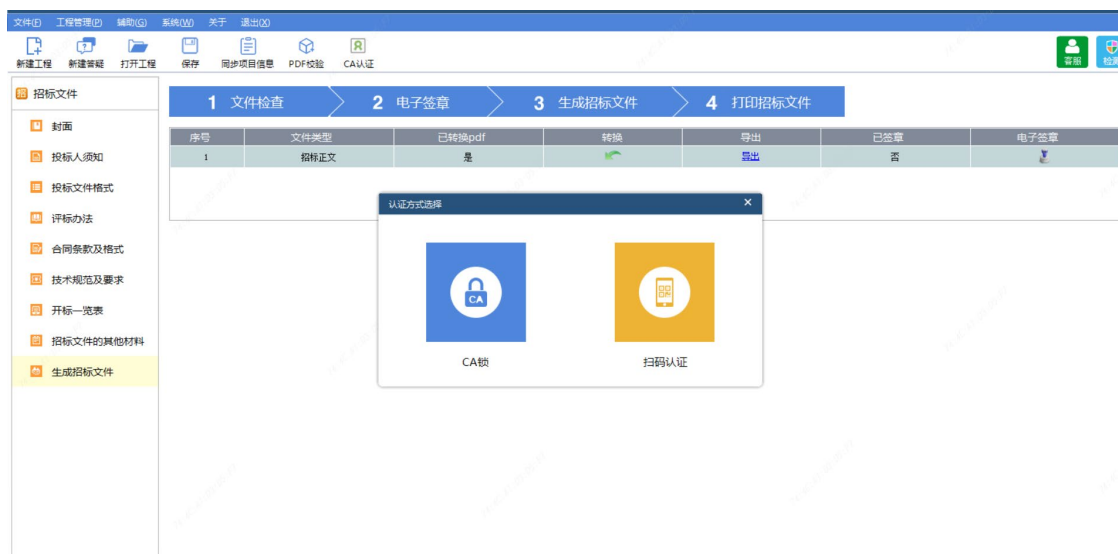 文件(F) 工程管理(P) 辅助(G) 系统(W) 关于 退出(X)
新建工程 新建答疑 打开工程 保存 同步项目信息 PDF校验 CA认证 客服
招标文件
1 文件检查 2 电子签章 3 生成招标文件 4 打印招标文件
封面
投标人须知
投标文件格式
评标办法
合同条款及格式
技术规范及要求
开标一览表
招标文件的其他材料
生成招标文件
序号 文件类型 已转换pdf 转换 导出 已签章 电子签章
1 招标正文 是 导出 否
认证方式选择 ×
CA
CA锁 扫码认证